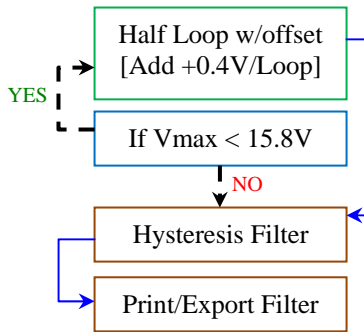 Half Loop w/offset
[Add +0.4V/Loop]
YES
If Vmax < 15.8V
NO
Hysteresis Filter
Print/Export Filter